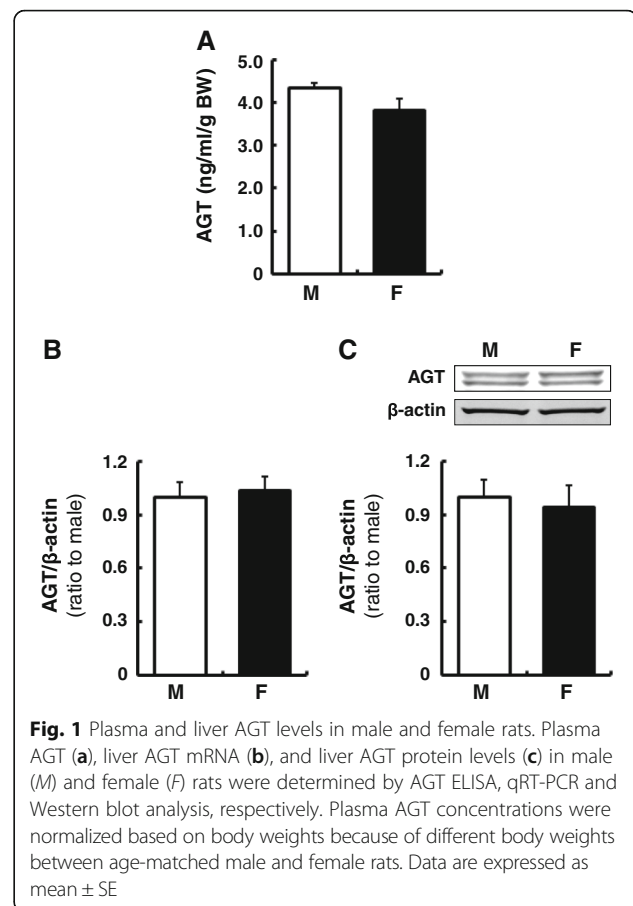 A
AGT (ng/ml/g BW)
5.0
4.0
3.0
2.0
1.0
0
M F
B
AGT/β-actin
(ratio to male)
1.2
0.9
0.6
0.3
0
M F
C
M F
AGT
β-actin
AGT/β-actin
(ratio to male)
1.2
0.9
0.6
0.3
0
M F
Fig. 1 Plasma and liver AGT levels in male and female rats. Plasma
AGT (a), liver AGT mRNA (b), and liver AGT protein levels (c) in male
(M) and female (F) rats were determined by AGT ELISA, qRT-PCR and
Western blot analysis, respectively. Plasma AGT concentrations were
normalized based on body weights because of different body weights
between age-matched male and female rats. Data are expressed as
mean ± SE